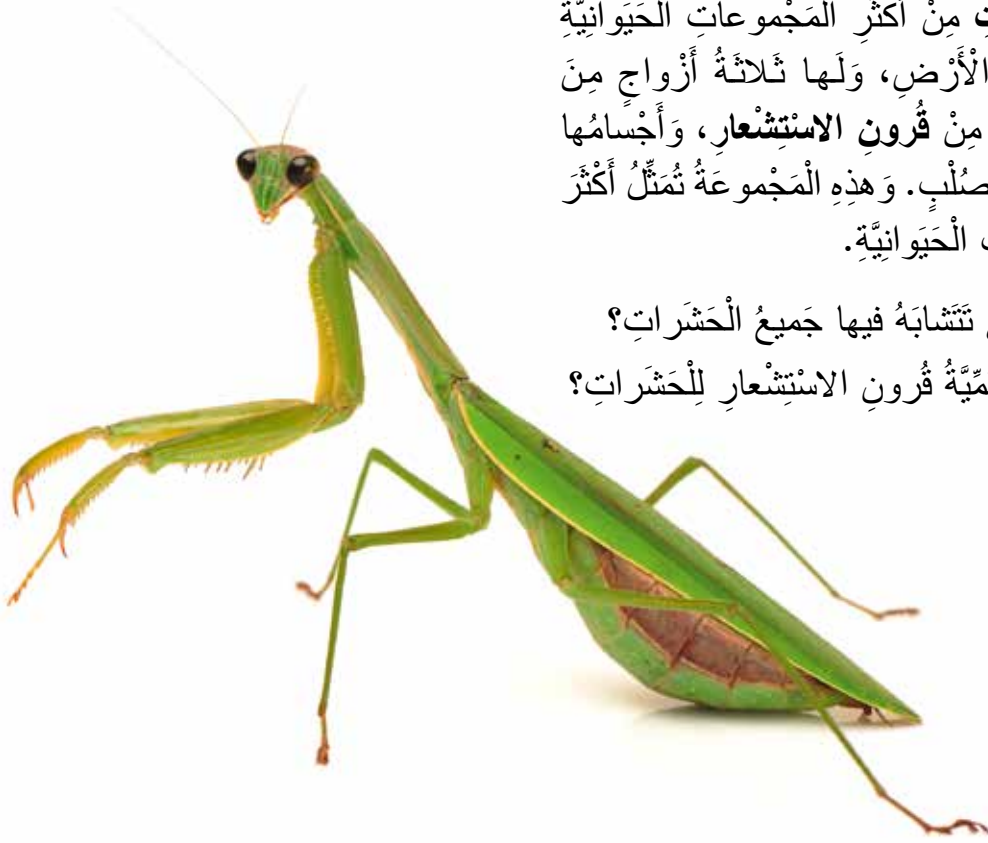 مِنْ أَكْثَرِ الْمَجْموعاتِ الْحَيَوانِيَّةِ
الْأَرْضِ، وَلَها ثَلاثَةُ أَزْواجٍ مِنَ
مِنْ قُرونِ الاسْتِشْعارِ، وَأَجْسامُها
صُلْبٍ. وَهذِهِ الْمَجْموعَةُ تُمَثِّلُ أَكْثَرَ
الْحَيَوانِيَّةِ.
تَتَشابَهُ فيها جَميعُ الْحَشَراتِ؟
قُرونِ الاسْتِشْعارِ لِلْحَشَراتِ؟